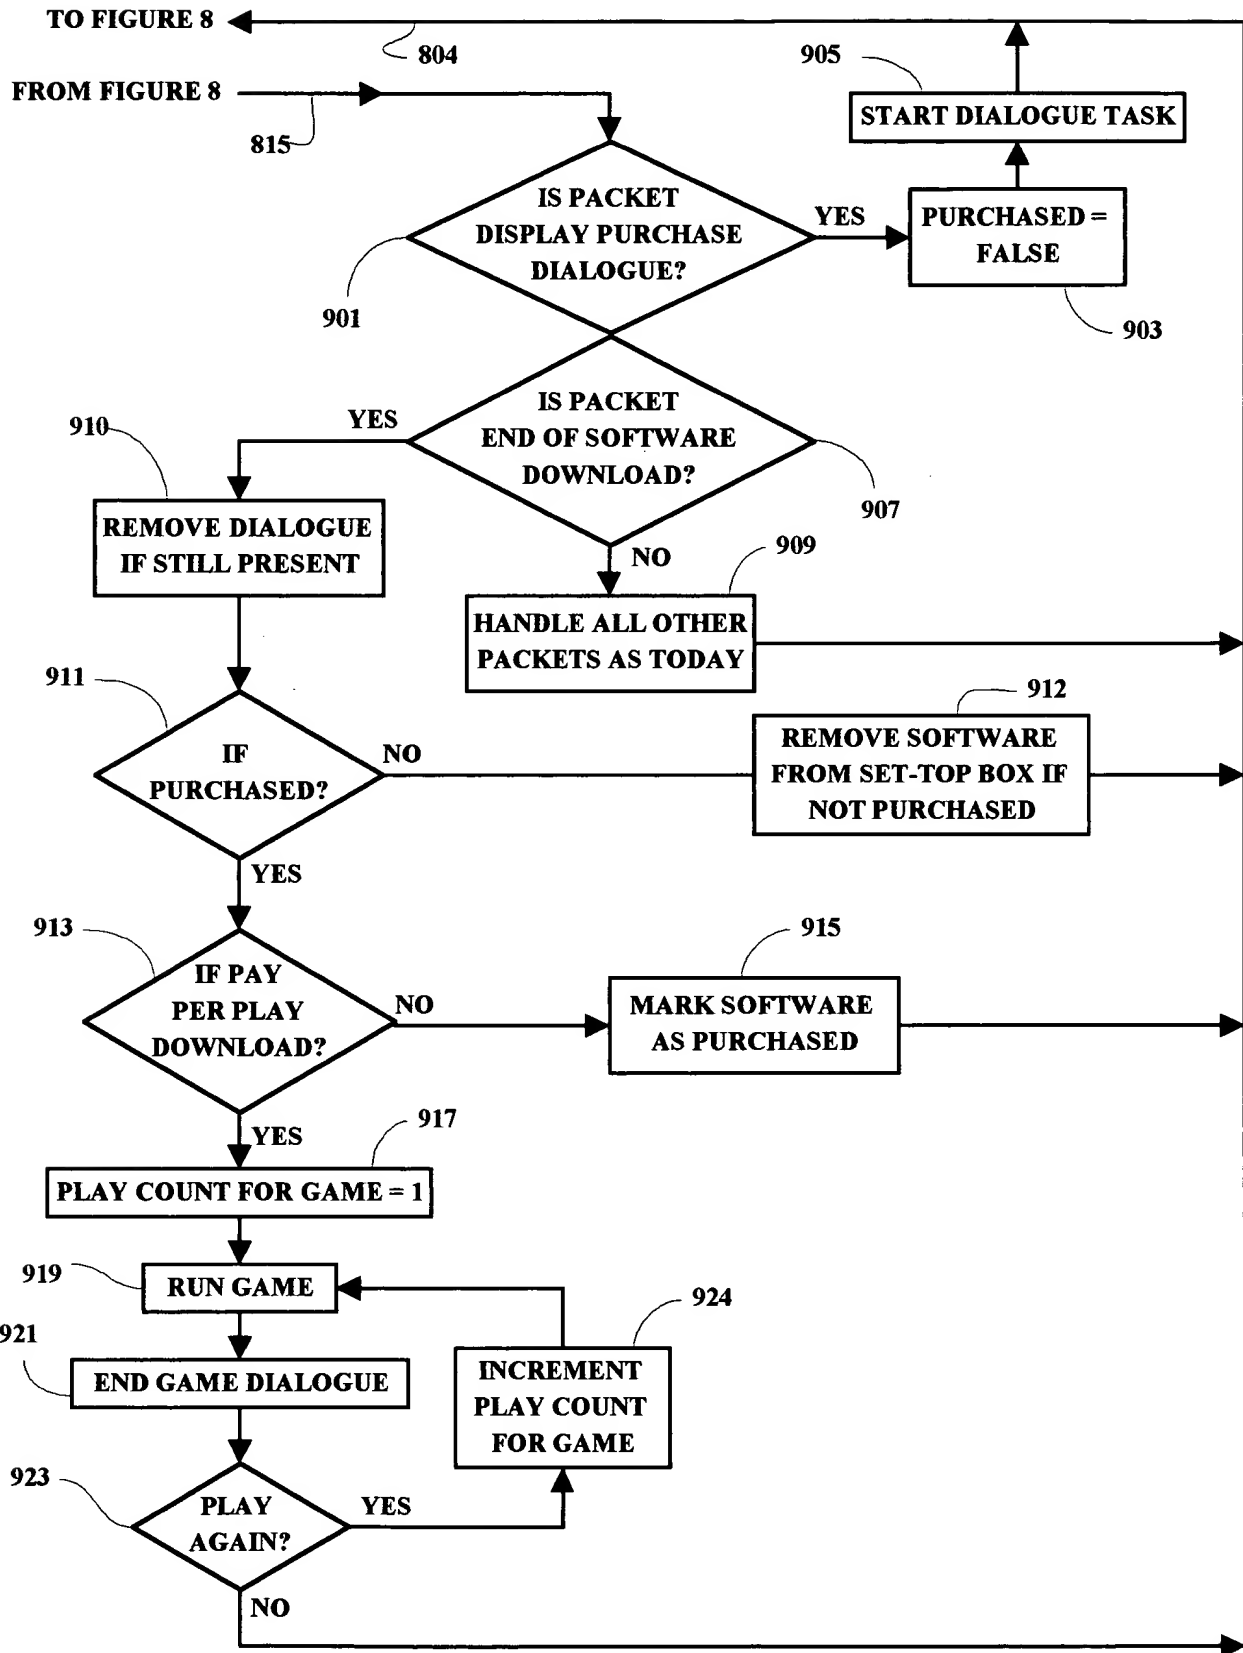 TO FIGURE 8
804
905
FROM FIGURE 8
815
START DIALOGUE TASK
IS PACKET
DISPLAY PURCHASE
DIALOGUE?
YES
PURCHASED =
FALSE
901
903
IS PACKET
END OF SOFTWARE
DOWNLOAD?
YES
910
907
REMOVE DIALOGUE
IF STILL PRESENT
NO
909
HANDLE ALL OTHER
PACKETS AS TODAY
911
912
IF
PURCHASED?
NO
REMOVE SOFTWARE
FROM SET-TOP BOX IF
NOT PURCHASED
YES
913
915
IF PAY
PER PLAY
DOWNLOAD?
NO
MARK SOFTWARE
AS PURCHASED
YES
917
PLAY COUNT FOR GAME = 1
919
RUN GAME
924
921
END GAME DIALOGUE
INCREMENT
PLAY COUNT
FOR GAME
923
PLAY
AGAIN?
YES
NO